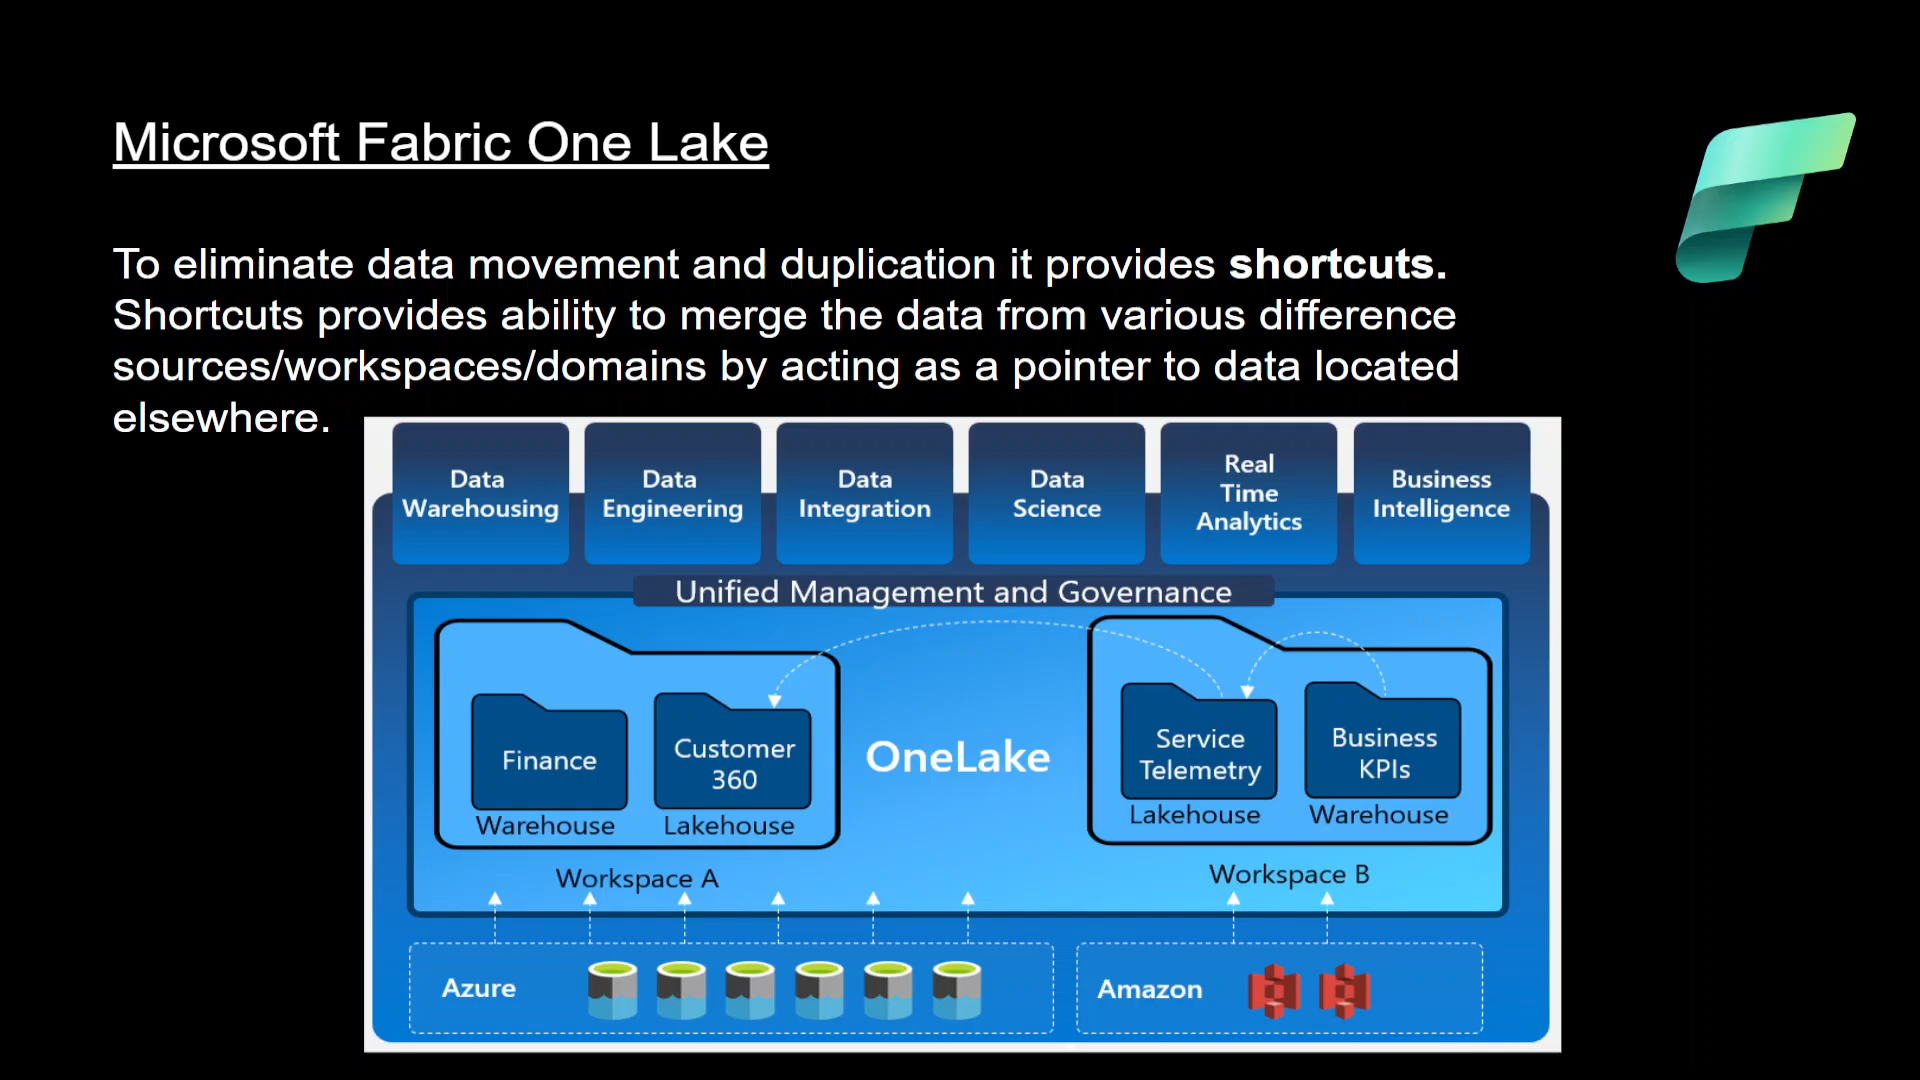 Microsoft Fabric One Lake
To eliminate data movement and duplication it provides shortcuts.
Shortcuts provides ability to merge the data from various difference
sources/workspaces/domains by acting as a pointer to data located
elsewhere.
Data
Warehousing
Data
Engineering
Data
Integration
Data
Science
Real
Time
Analytics
Business
Intelligence
Unified Management and Governance
Finance
Warehouse
Customer
360
Lakehouse
Workspace A
OneLake
Service
Telemetry
Lakehouse
Business
KPIs
Warehouse
Workspace B
Azure
Amazon